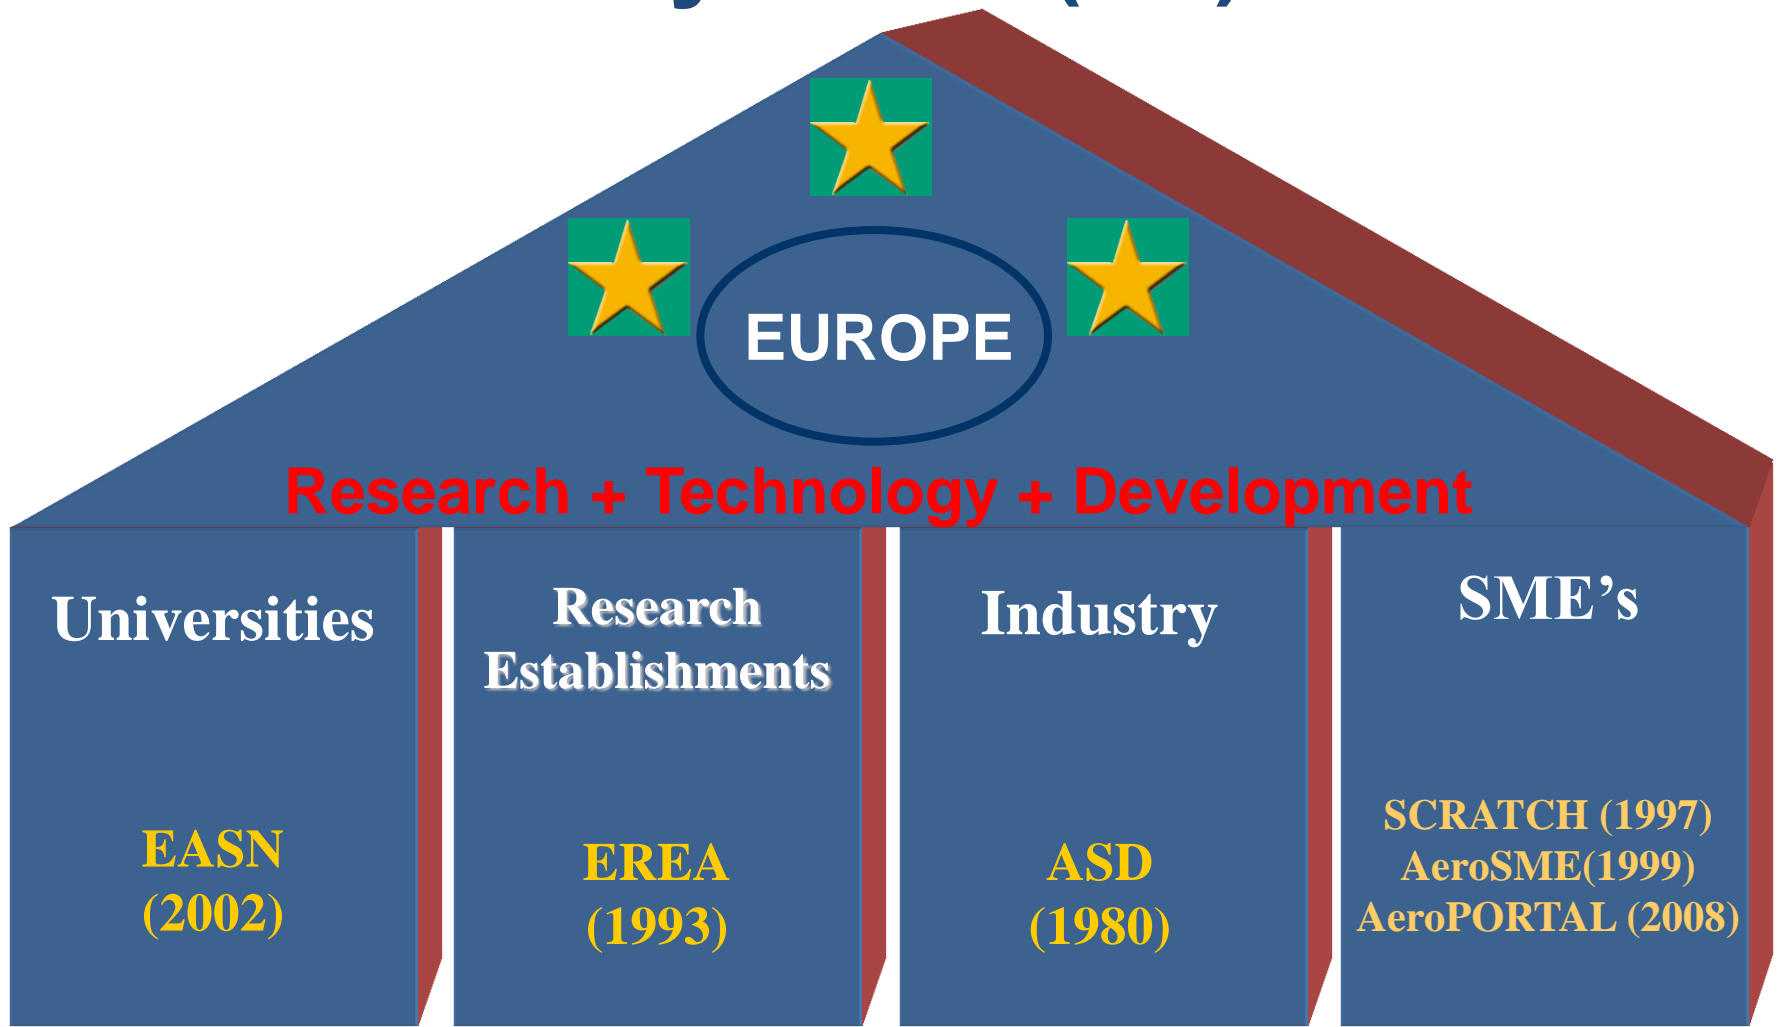 EUROPE
Research + Technology + Development
Universities
EASN
(2002)
Research
Establishments
EREA
(1993)
Industry
ASD
(1980)
SME’s
SCRATCH (1997)
AeroSME(1999)
AeroPORTAL (2008)